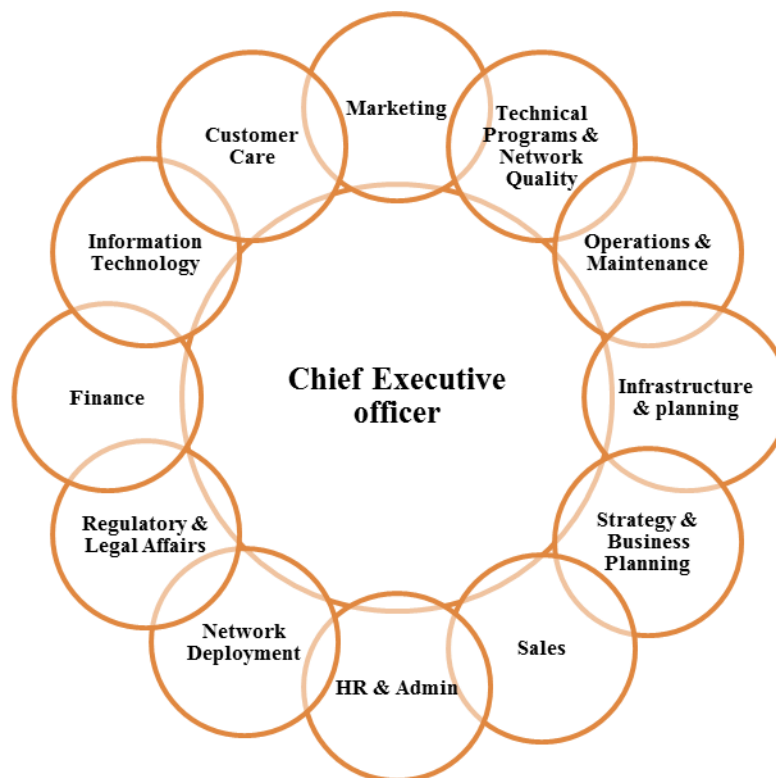 Marketing
Technical
Programs &
Network
Quality
Operations &
Maintenance
Infrastructure
& planning
Strategy &
Business
Planning
Sales
HR & Admin
Network
Deployment
Regulatory &
Legal Affairs
Finance
Information
Technology
Customer
Care
Chief Executive
officer